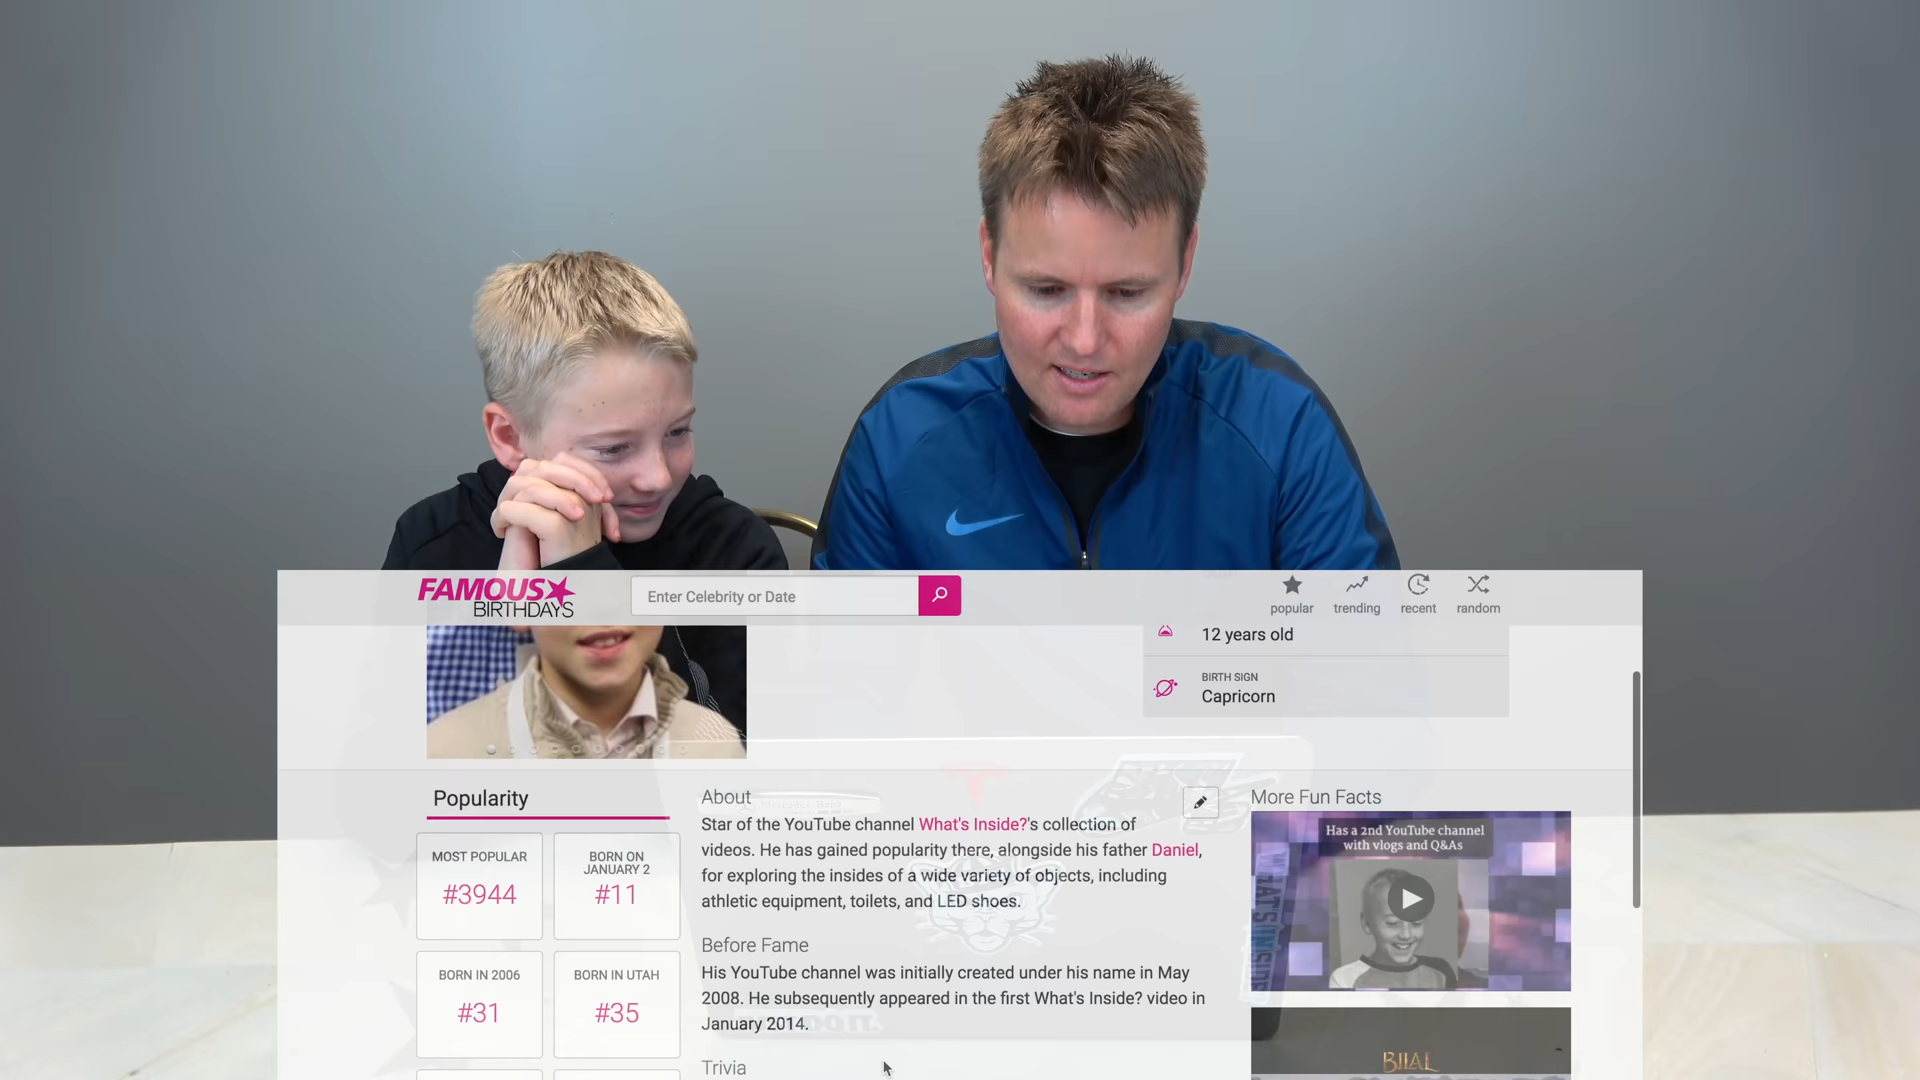 FAMOUS
BIRTHDAYS
Enter Celebrity or Date
popular
trending
recent
random
12 years old
BIRTH SIGN
Capricorn
Popularity
MOST POPULAR
#3944
BORN ON
JANUARY 2
#11
BORN IN 2006
#31
BORN IN UTAH
#35
About
Star of the YouTube channel What's Inside?'s collection of
videos. He has gained popularity there, alongside his father Daniel,
for exploring the insides of a wide variety of objects, including
athletic equipment, toilets, and LED shoes.
Before Fame
His YouTube channel was initially created under his name in May
2008. He subsequently appeared in the first What's Inside? video in
January 2014.
Trivia
More Fun Facts
Has a 2nd YouTube channel
with vlogs and Q&As